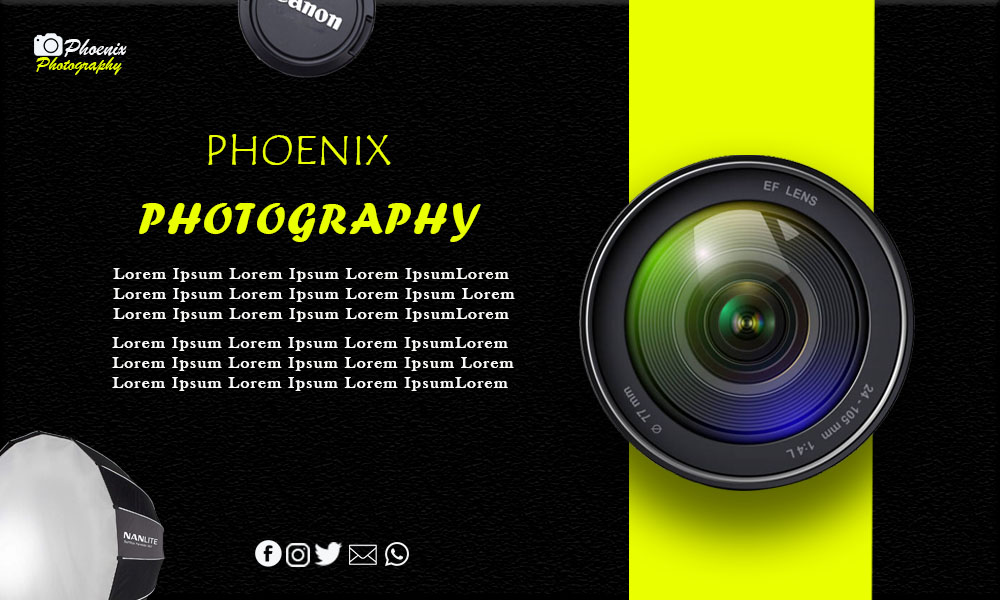 Canon
Phoenix
Photography
PHOENIX
PHOTOGRAPHY
Lorem Ipsum Lorem Ipsum Lorem IpsumLorem
Lorem Ipsum Lorem Ipsum Lorem Ipsum Lorem
Lorem Ipsum Lorem Ipsum Lorem IpsumLorem
Lorem Ipsum Lorem Ipsum Lorem IpsumLorem
Lorem Ipsum Lorem Ipsum Lorem Ipsum Lorem
Lorem Ipsum Lorem Ipsum Lorem IpsumLorem
EF LENS
ø 77 mm
24 - 105 mm 1:4 L
NANLITE